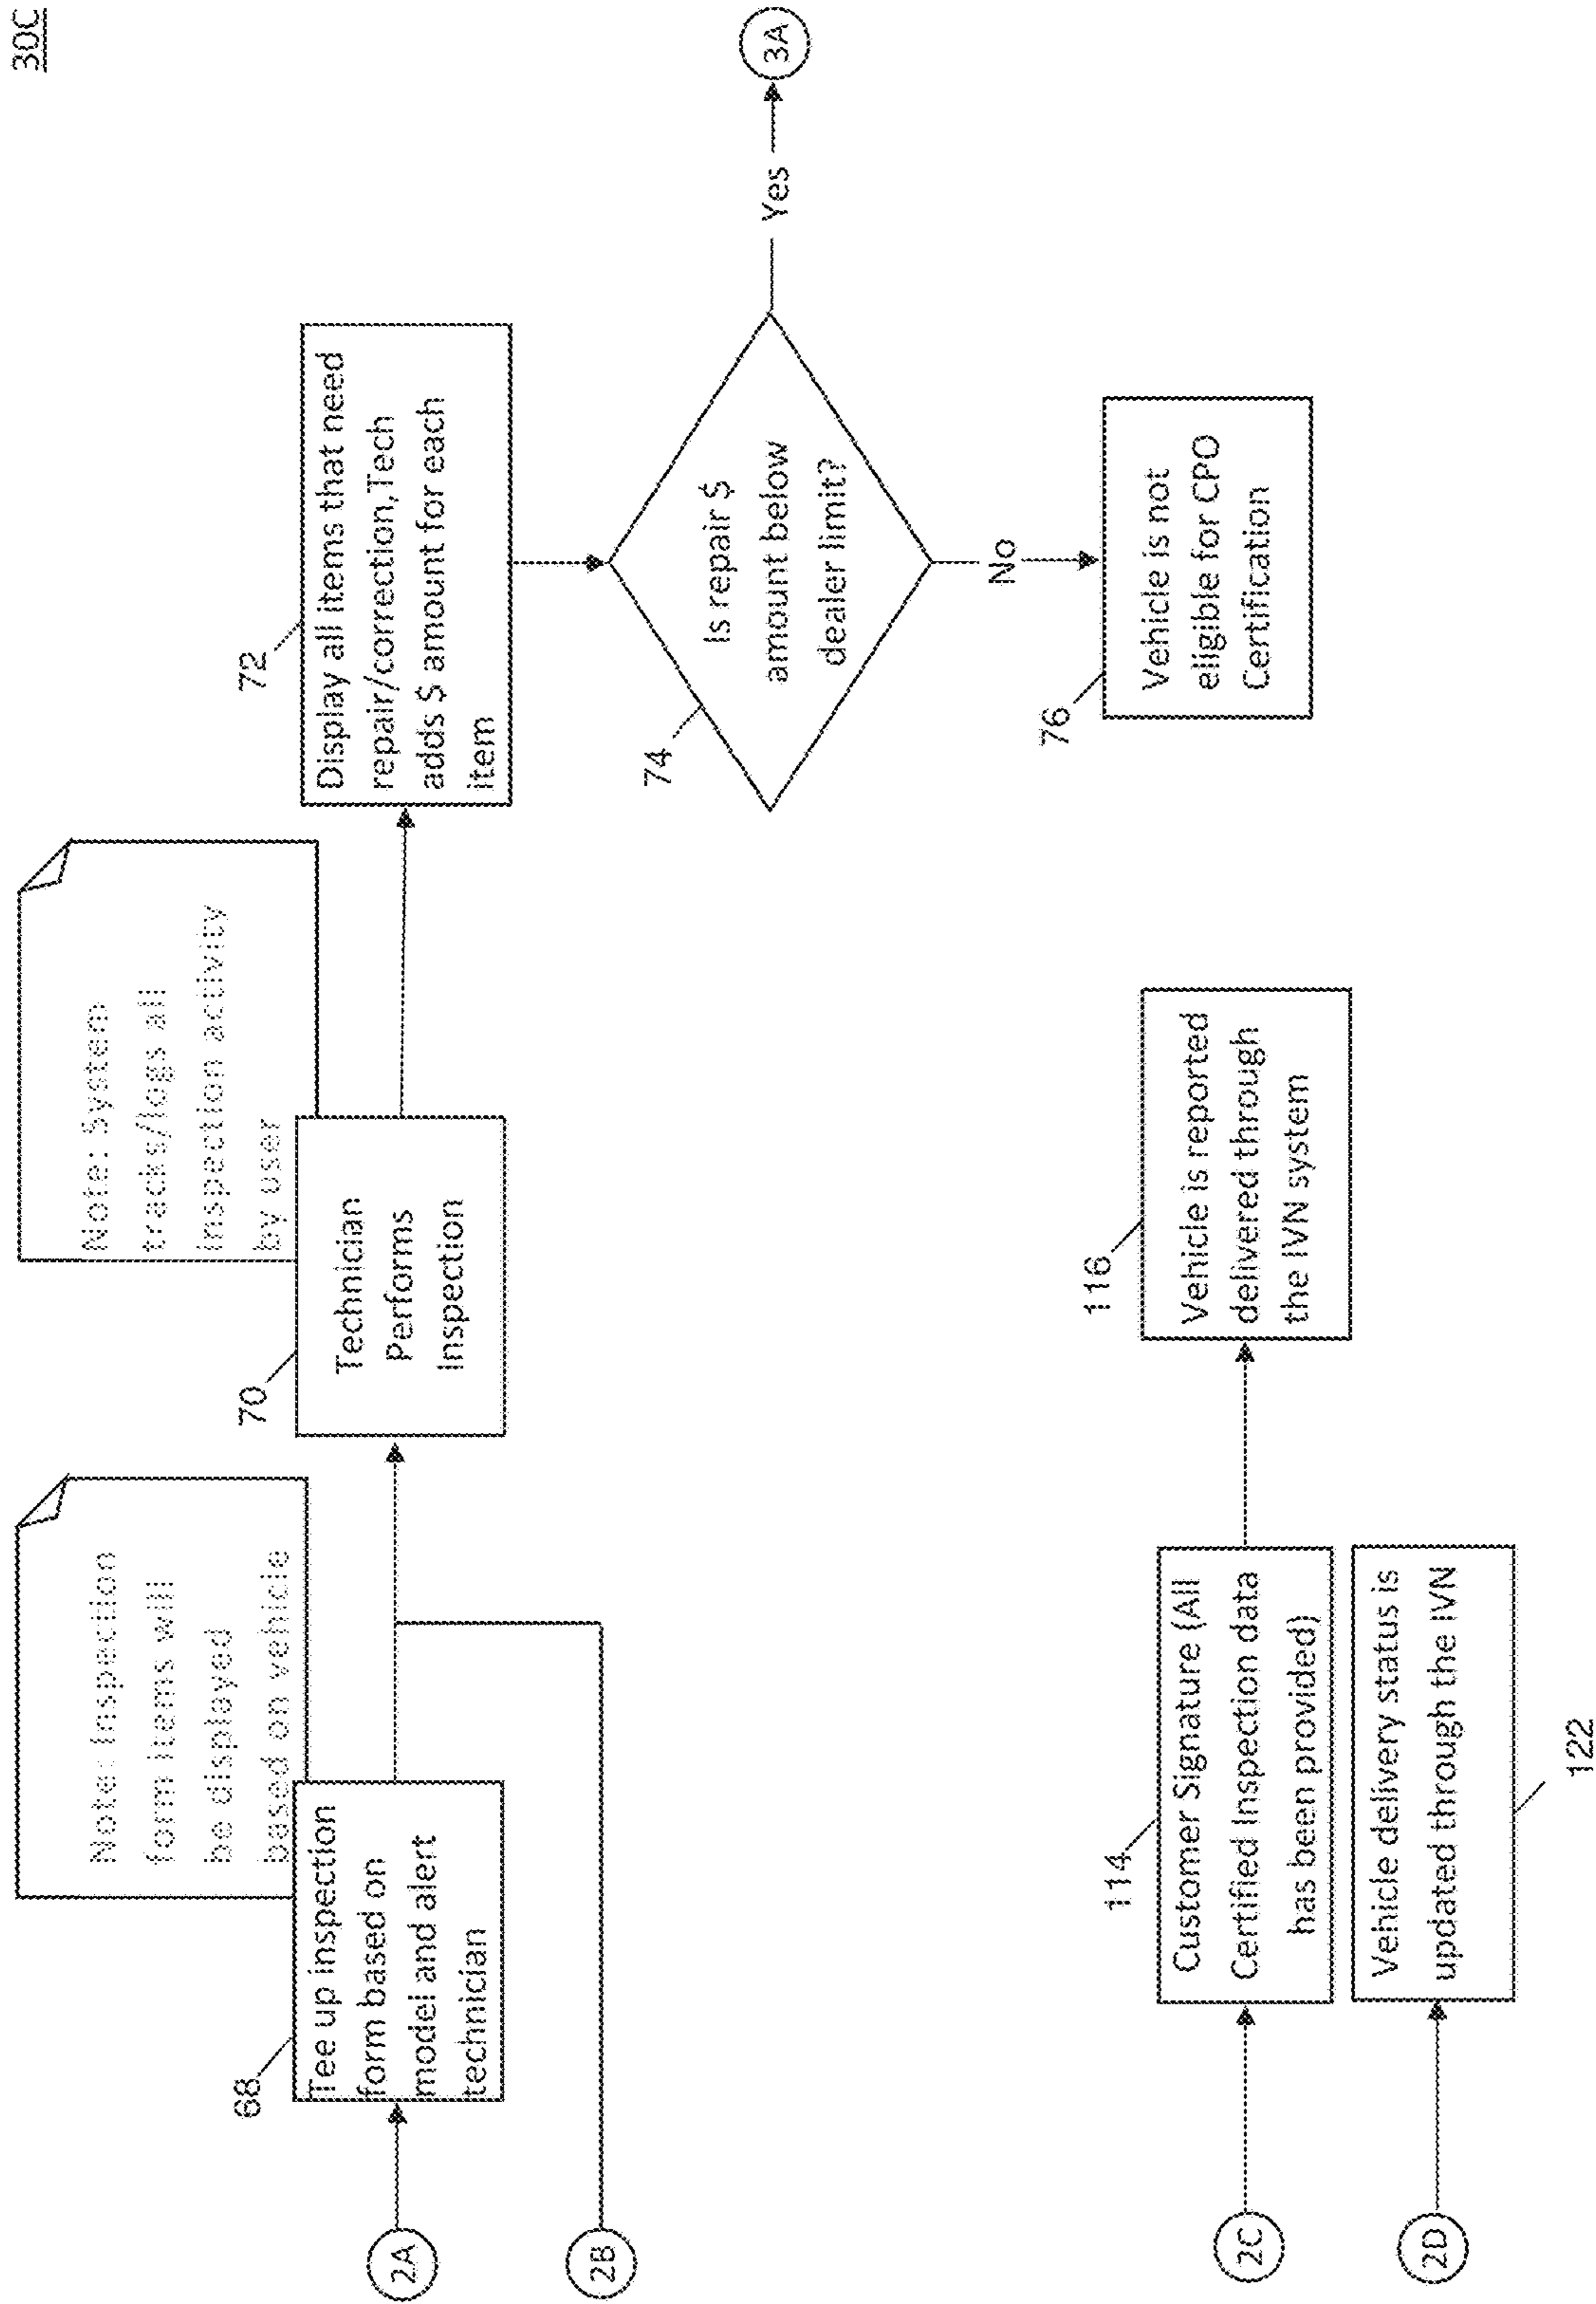 30C
Note: Inspection
form items will
be displayed
based on vehicle
Note: System
tracks/logs all
inspection activity
by user
68
70
72
2A
Tee up inspection
form based on
model and alert
technician
Technician
Performs
Inspection
Display all items that need
repair/correction,Tech
adds $ amount for each
item
2B
74
Is repair $
amount below
dealer limit?
Yes
3A
No
76
Vehicle is not
eligible for CPO
Certification
114
116
2C
Customer Signature (All
Certified Inspection data
has been provided)
Vehicle is reported
delivered through
the IVN system
2D
Vehicle delivery status is
updated through the IVN
122